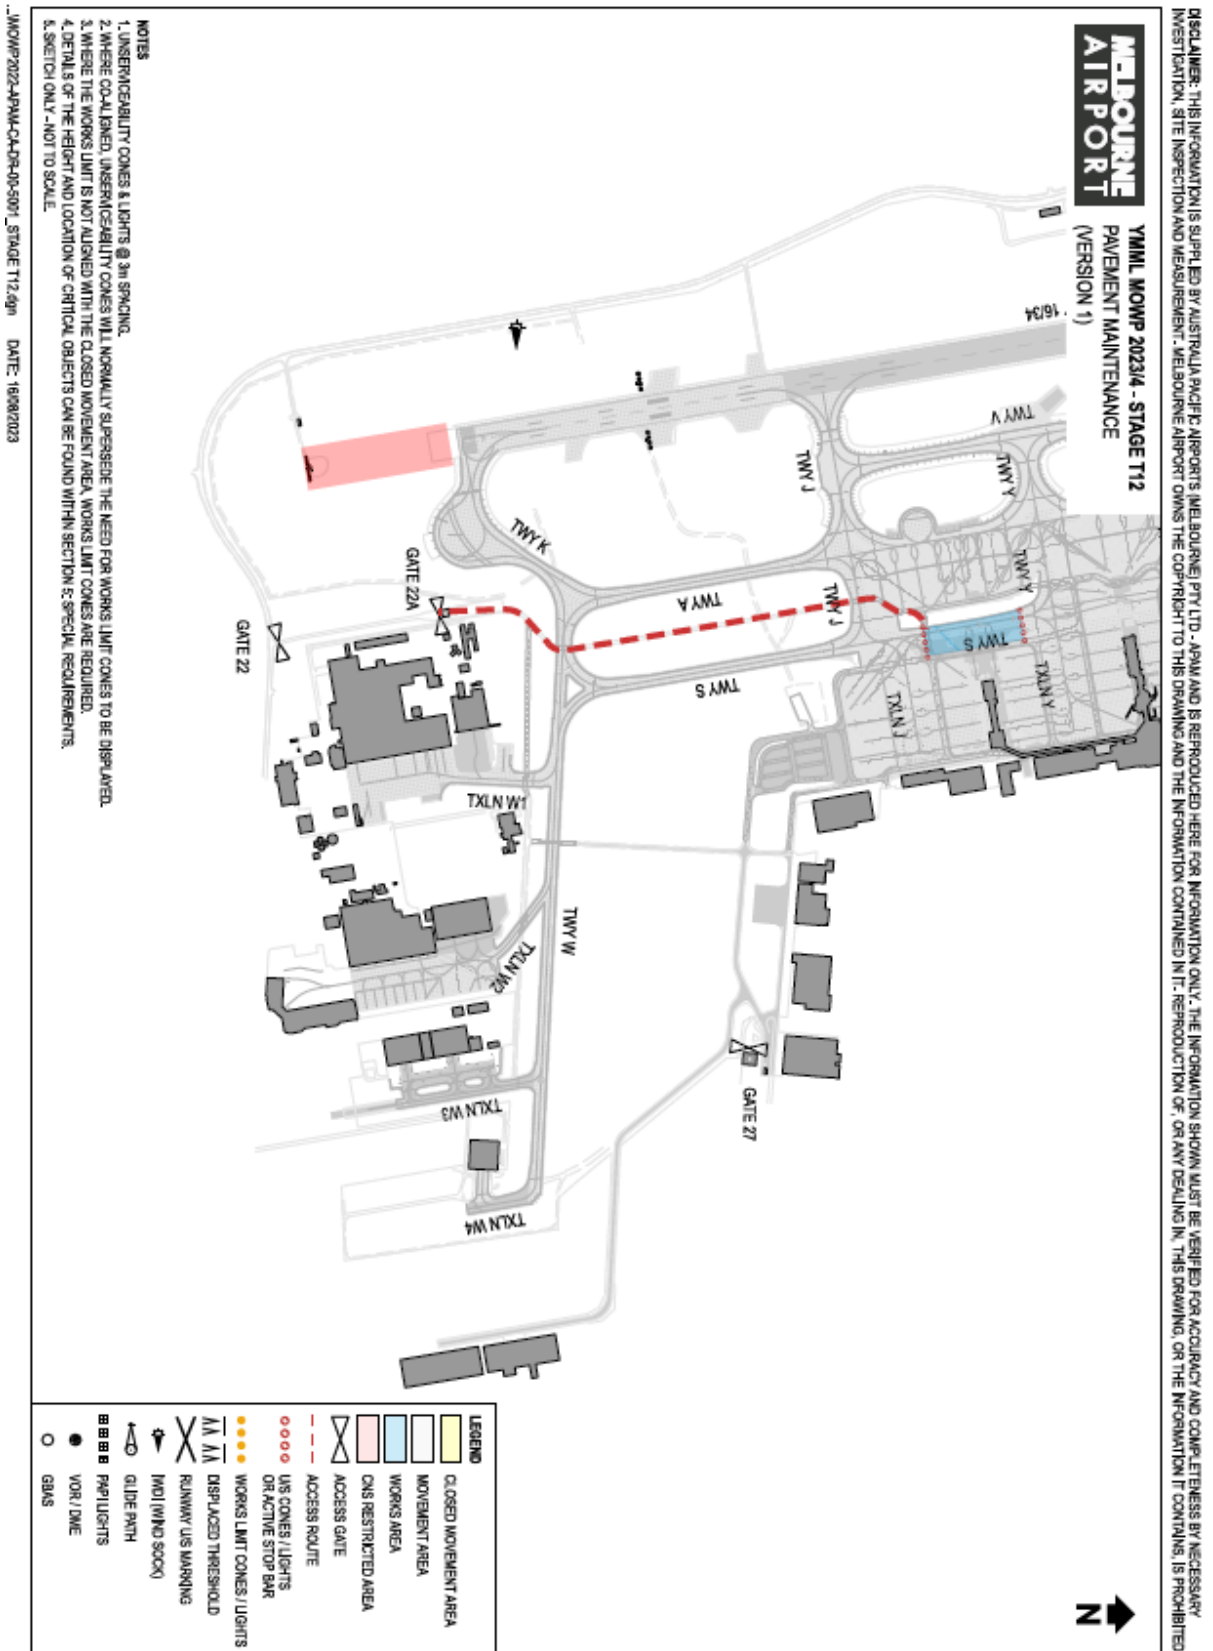 DISCLAIMER: THIS INFORMATION IS SUPPLIED BY AUSTRALIA PACIFIC AIRPORTS (MELBOURNE) PTY LTD - APAM AND IS REPRODUCED HERE FOR INFORMATION ONLY. THE INFORMATION SHOWN MUST BE VERIFIED FOR ACCURACY AND COMPLETENESS BY NECESSARY
INVESTIGATION, SITE INSPECTION AND MEASUREMENT. MELBOURNE AIRPORT OWNS THE COPYRIGHT TO THIS DRAWING AND THE INFORMATION CONTAINED IN IT. REPRODUCTION OF, OR ANY DEALING IN, THIS DRAWING, OR THE INFORMATION IT CONTAINS, IS PROHIBITED
MELBOURNE
AIRPORT
YMML MOWP 2023/4 - STAGE T12
PAVEMENT MAINTENANCE
(VERSION 1)
N
16/34
TWY V
TWY Y
TWY Y
TXLN Y
TWY S
TWY J
TWY J
TXLN J
TWY A
TWY S
TWY K
GATE 22A
GATE 22
TXLN W1
TWY W
TXLN W2
GATE 27
TXLN W3
TXLN W4
LEGEND
CLOSED MOVEMENT AREA
MOVEMENT AREA
WORKS AREA
CNS RESTRICTED AREA
ACCESS GATE
ACCESS ROUTE
U/S CONES / LIGHTS
OR ACTIVE STOP BAR
WORKS LIMIT CONES / LIGHTS
DISPLACED THRESHOLD
RUNWAY U/S MARKING
IWDI (WIND SOCK)
GLIDE PATH
PAPI LIGHTS
VOR / DME
GBAS
NOTES
1. UNSERVICEABILITY CONES & LIGHTS @ 3m SPACING.
2. WHERE CO-ALIGNED, UNSERVICEABILITY CONES WILL NORMALLY SUPERSEDE THE NEED FOR WORKS LIMIT CONES TO BE DISPLAYED.
3. WHERE THE WORKS LIMIT IS NOT ALIGNED WITH THE CLOSED MOVEMENT AREA, WORKS LIMIT CONES ARE REQUIRED.
4. DETAILS OF THE HEIGHT AND LOCATION OF CRITICAL OBJECTS CAN BE FOUND WITHIN SECTION 5: SPECIAL REQUIREMENTS.
5. SKETCH ONLY - NOT TO SCALE.
...\MOWP2022-APAM-CA-DR-00-5001_STAGE T12.dgn DATE: 16/08/2023